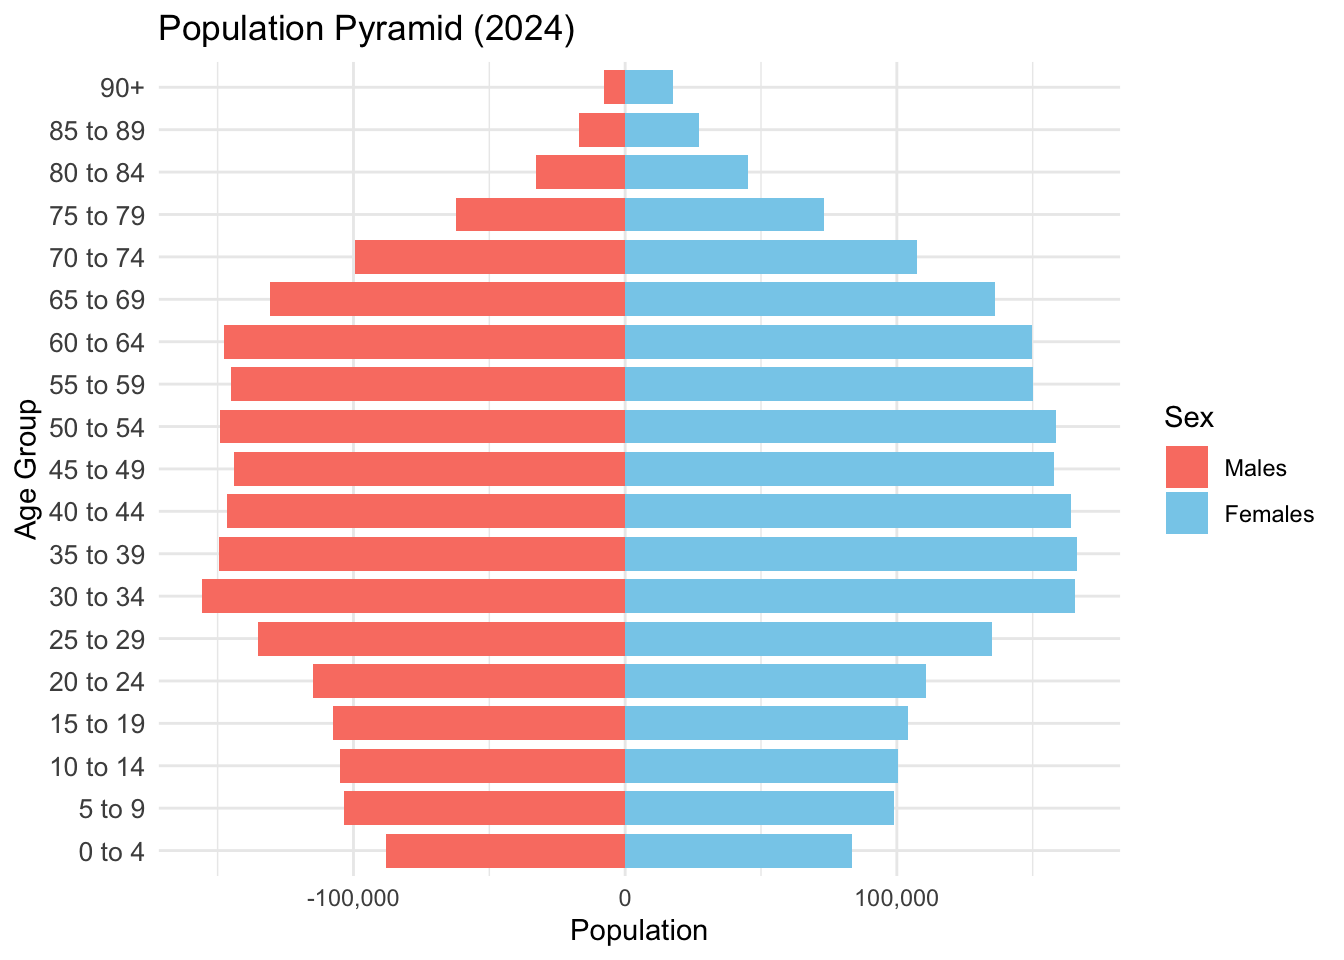 Population Pyramid (2024)
90+
85 to 89
80 to 84
75 to 79
70 to 74
65 to 69
60 to 64
55 to 59
50 to 54
45 to 49
40 to 44
35 to 39
30 to 34
25 to 29
20 to 24
15 to 19
10 to 14
5 to 9
0 to 4
Age Group
-100,000
0
100,000
Population
Sex
Males
Females